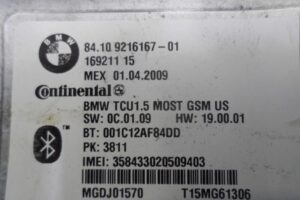 BMW
84.10 9216167-01
169211 15
MEX 01.04.2009
Continental
BMW TCU1.5 MOST GSM US
SW: 0C.01.09 HW: 19.00.01
BT: 001C12AF84DD
PK: 3811
IMEI: 358433020509403
MGDJ01570 T15MG61306